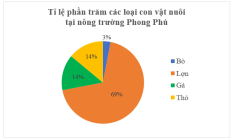 Tỉ lệ phần trăm các loại con vật nuôi
tại nông trường Phong Phú
3%
14%
14%
69%
Bò
Lợn
Gà
Thỏ